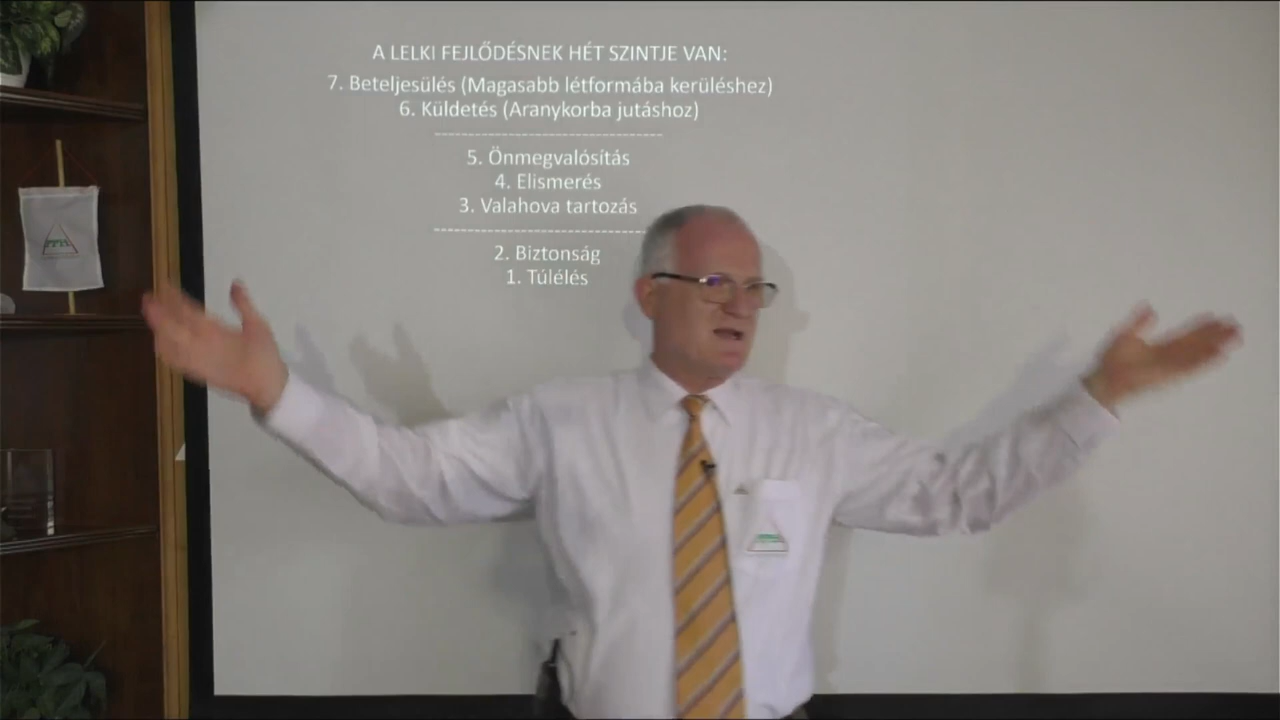 A LELKI FEJLŐDÉSNEK HÉT SZINTJE VAN:
7. Beteljesülés (Magasabb létformába kerüléshez)
6. Küldetés (Aranykorba jutáshoz)
------------------------------
5. Önmegvalósítás
4. Elismerés
3. Valahova tartozás
------------------------------
2. Biztonság
1. Túlélés